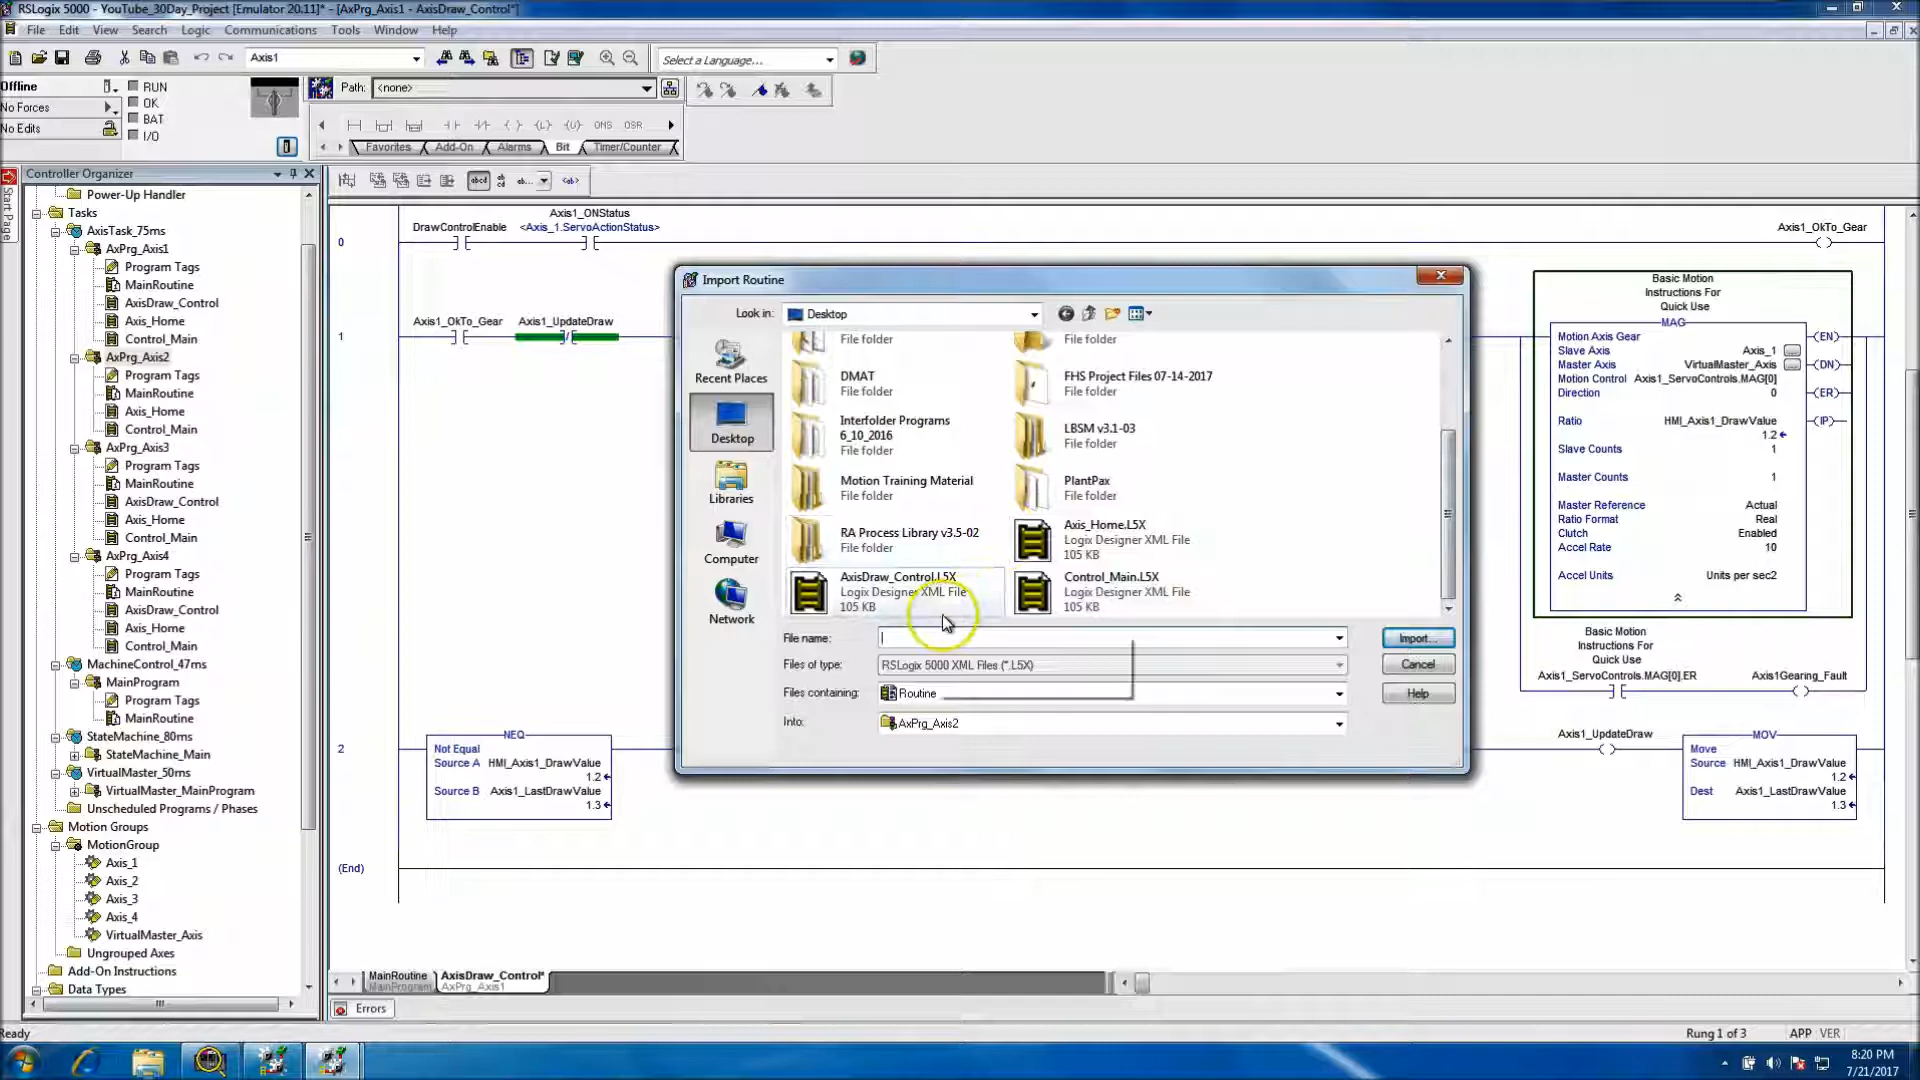 RSLogix 5000 - YouTube_30Day_Project [Emulator 20.11]* - [AxPrg_Axis1 - AxisDraw_Control*]
File Edit View Search Logic Communications Tools Window Help
Axis1
Select a Language...
Offline
RUN
Path: <none>
No Forces
OK
No Edits
BAT
I/O
ONS OSR
Favorites Add-On Alarms Bit Timer/Counter
Start Page
Controller Organizer
Power-Up Handler
Tasks
AxisTask_75ms
AxPrg_Axis1
Program Tags
MainRoutine
AxisDraw_Control
Axis_Home
Control_Main
AxPrg_Axis2
Program Tags
MainRoutine
Axis_Home
Control_Main
AxPrg_Axis3
Program Tags
MainRoutine
AxisDraw_Control
Axis_Home
Control_Main
AxPrg_Axis4
Program Tags
MainRoutine
AxisDraw_Control
Axis_Home
Control_Main
MachineControl_47ms
MainProgram
Program Tags
MainRoutine
StateMachine_80ms
StateMachine_Main
VirtualMaster_50ms
VirtualMaster_MainProgram
Unscheduled Programs / Phases
Motion Groups
MotionGroup
Axis_1
Axis_2
Axis_3
Axis_4
VirtualMaster_Axis
Ungrouped Axes
Add-On Instructions
Data Types
0
DrawControlEnable
Axis1_ONStatus
<Axis_1.ServoActionStatus>
Axis1_OkTo_Gear
1
Axis1_OkTo_Gear
Axis1_UpdateDraw
Basic Motion
Instructions For
Quick Use
MAG
Motion Axis Gear
(EN)
Slave Axis Axis_1
Master Axis VirtualMaster_Axis
(DN)
Motion Control Axis1_ServoControls.MAG[0]
Direction 0
(ER)
Ratio HMI_Axis1_DrawValue
(IP)
1.2
Slave Counts 1
Master Counts 1
Master Reference Actual
Ratio Format Real
Clutch Enabled
Accel Rate 10
Accel Units Units per sec2
Basic Motion
Instructions For
Quick Use
Axis1_ServoControls.MAG[0].ER
Axis1Gearing_Fault
2
NEQ
Not Equal
Source A HMI_Axis1_DrawValue
1.2
Source B Axis1_LastDrawValue
1.3
Axis1_UpdateDraw
MOV
Move
Source HMI_Axis1_DrawValue
1.2
Dest Axis1_LastDrawValue
1.3
(End)
Import Routine
Look in: Desktop
Recent Places
Desktop
Libraries
Computer
Network
File folder
File folder
DMAT
File folder
FHS Project Files 07-14-2017
File folder
Interfolder Programs
6_10_2016
File folder
LBSM v3.1-03
File folder
Motion Training Material
File folder
PlantPax
File folder
RA Process Library v3.5-02
File folder
Axis_Home.L5X
Logix Designer XML File
105 KB
AxisDraw_Control.L5X
Logix Designer XML File
105 KB
Control_Main.L5X
Logix Designer XML File
105 KB
File name:
Import...
Files of type: RSLogix 5000 XML Files (*.L5X)
Cancel
Files containing: Routine
Help
Into: AxPrg_Axis2
MainRoutine
MainProgram
AxisDraw_Control*
AxPrg_Axis1
Errors
Ready
Rung 1 of 3
APP VER
8:20 PM
7/21/2017